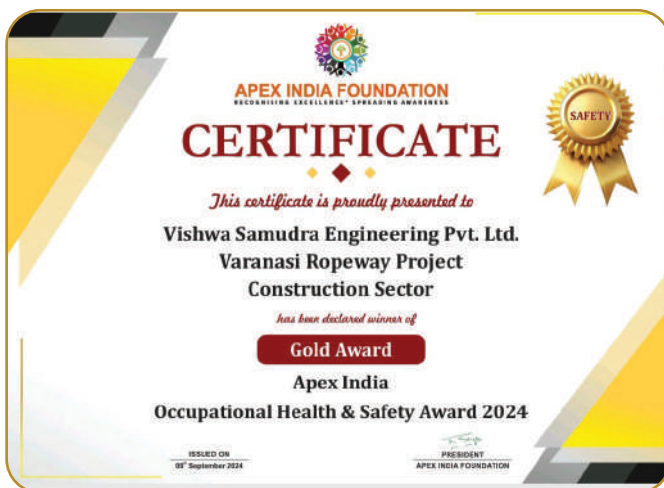 APEX INDIA FOUNDATION
RECOGNISING EXCELLENCE* SPREADING AWARENESS
CERTIFICATE
SAFETY
This certificate is proudly presented to
Vishwa Samudra Engineering Pvt. Ltd.
Varanasi Ropeway Project
Construction Sector
has been declared winner of
Gold Award
Apex India
Occupational Health & Safety Award 2024
ISSUED ON
09th September 2024
PRESIDENT
APEX INDIA FOUNDATION